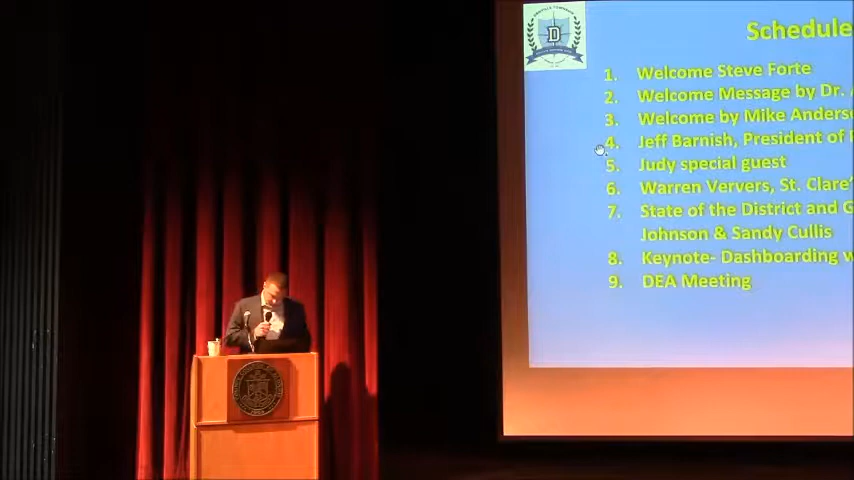 D
Schedule
1. Welcome Steve Forte
2. Welcome Message by Dr.
3. Welcome by Mike Anders
4. Jeff Barnish, President of
5. Judy special guest
6. Warren Ververs, St. Clare'
7. State of the District and G
Johnson & Sandy Cullis
8. Keynote- Dashboarding w
9. DEA Meeting